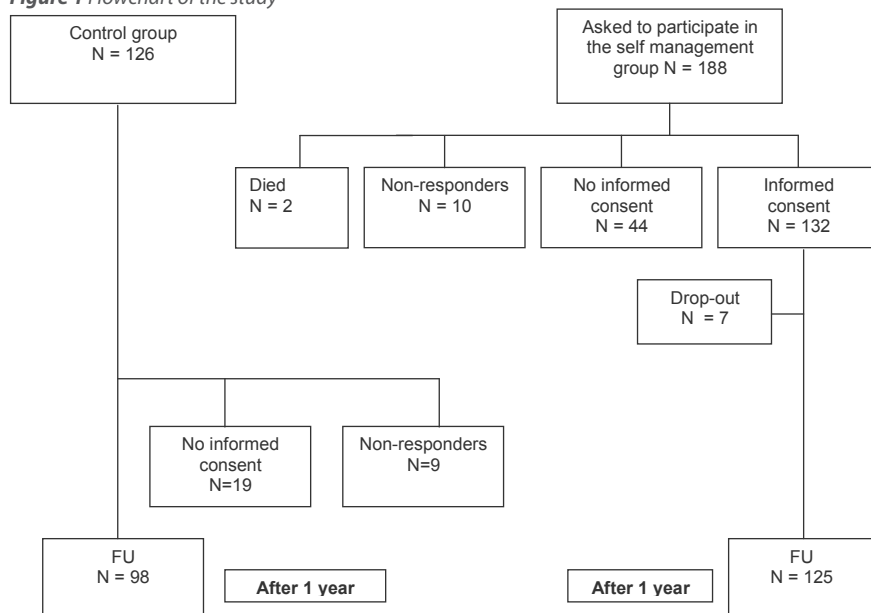 Figure 1 Flowchart of the study
Control group
N = 126
Asked to participate in
the self management
group N = 188
Died
N = 2
Non-responders
N = 10
No informed
consent
N = 44
Informed
consent
N = 132
Drop-out
N = 7
No informed
consent
N=19
Non-responders
N=9
FU
N = 98
After 1 year
After 1 year
FU
N = 125